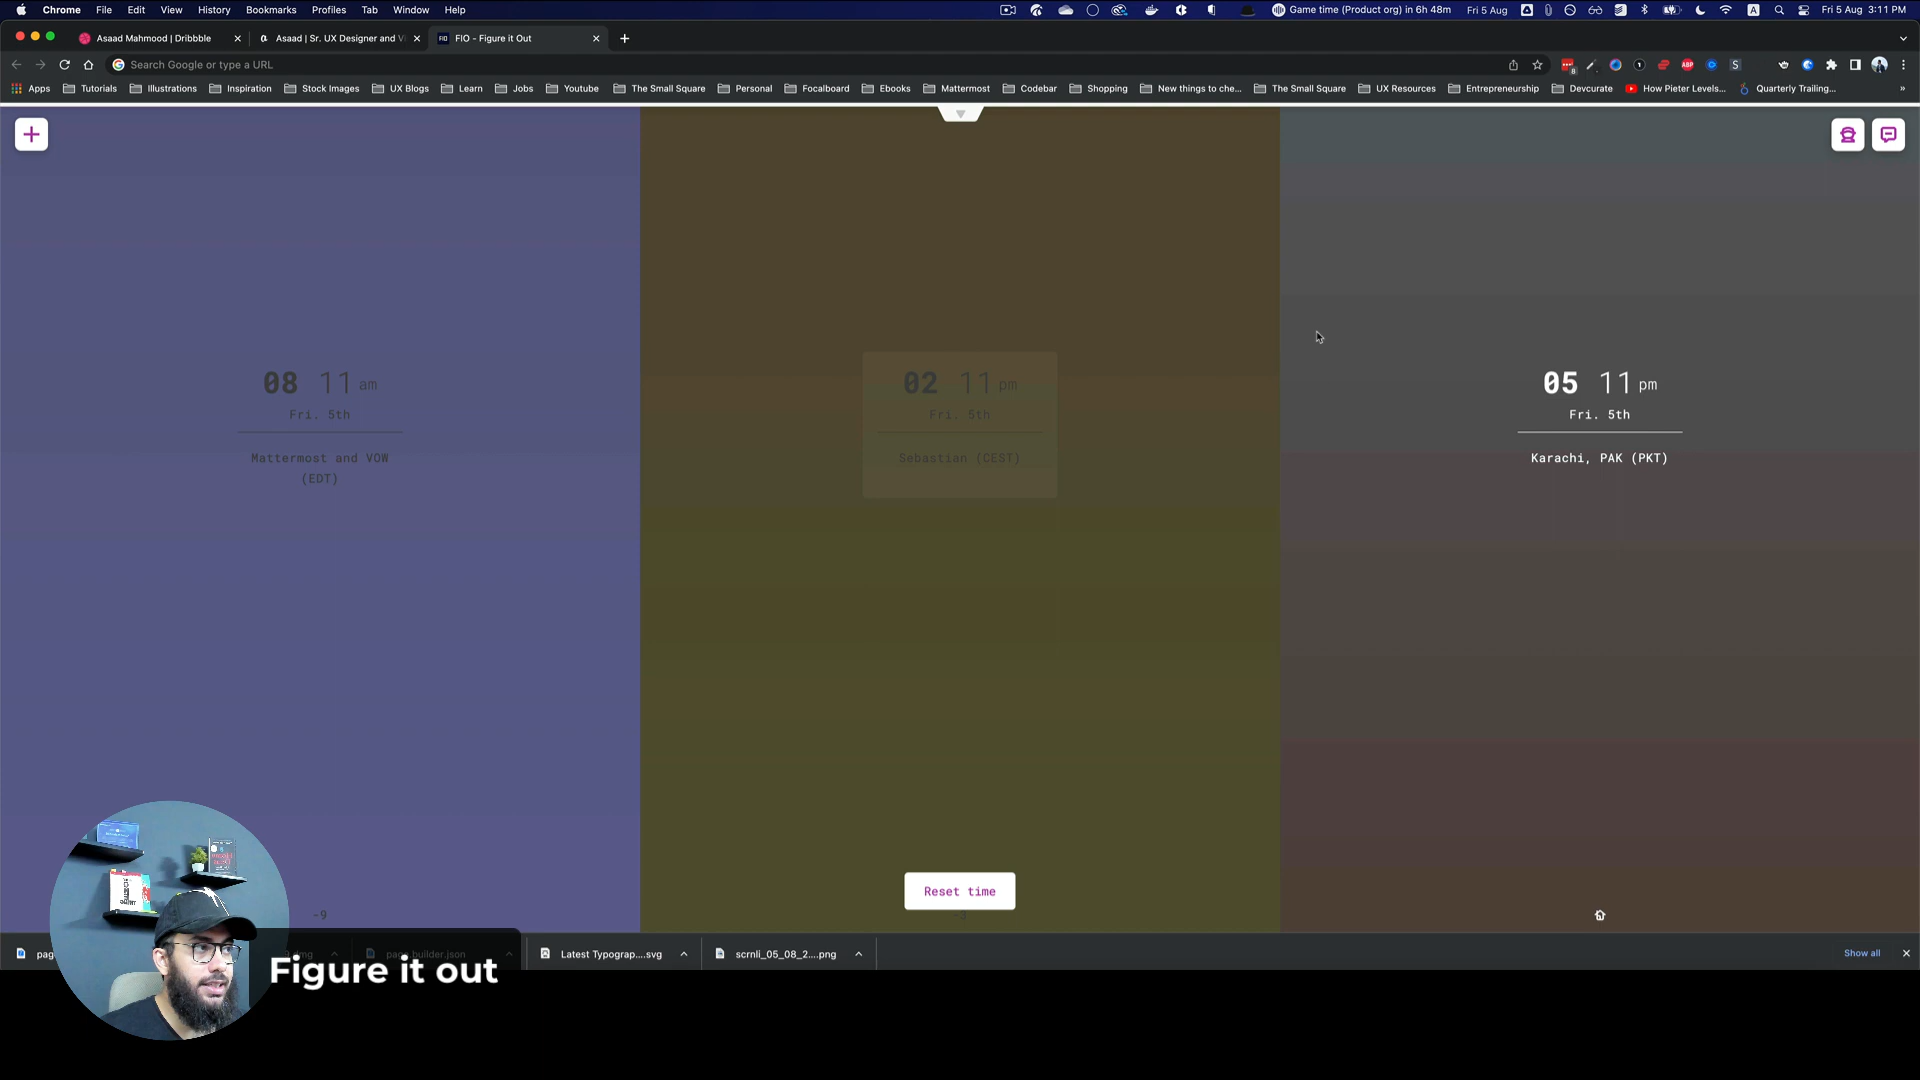 Chrome File Edit View History Bookmarks Profiles Tab Window Help Game time (Product org) in 6h 48m Fri 5 Aug Fri 5 Aug 3:11 PM
Asaad Mahmood | Dribbble Asaad | Sr. UX Designer and V FIO - Figure it Out
Search Google or type a URL
Apps Tutorials Illustrations Inspiration Stock Images UX Blogs Learn Jobs Youtube The Small Square Personal Focalboard Ebooks Mattermost Codebar Shopping New things to che... The Small Square UX Resources Entrepreneurship Devcurate How Pieter Levels... Quarterly Trailing... »
08 11 am
Fri. 5th
Mattermost and VOW
(EDT)
02 11 pm
Fri. 5th
Sebastian (CEST)
05 11 pm
Fri. 5th
Karachi, PAK (PKT)
Reset time
-9
-3
pag page builder.json Latest Typograp....svg scrnli_05_08_2....png Show all
Figure it out